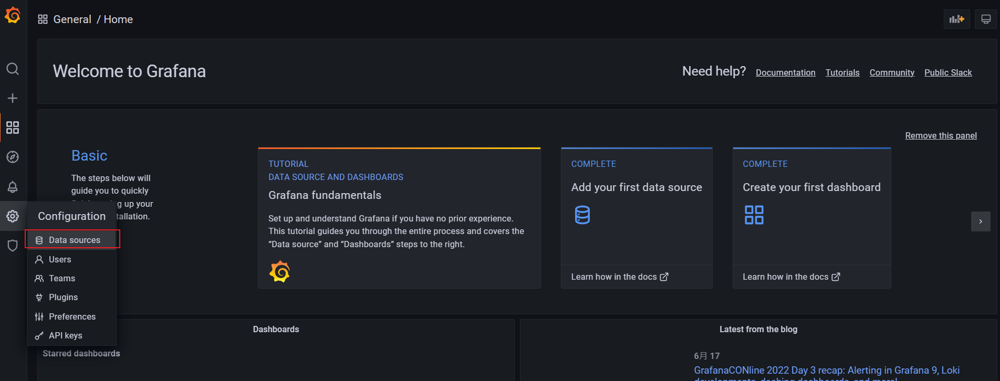 General / Home
Welcome to Grafana
Need help? Documentation Tutorials Community Public Slack
Remove this panel
Basic
The steps below will
guide you to quickly
g up your
tallation.
TUTORIAL
DATA SOURCE AND DASHBOARDS
Grafana fundamentals
Set up and understand Grafana if you have no prior experience.
This tutorial guides you through the entire process and covers the
“Data source” and “Dashboards” steps to the right.
COMPLETE
Add your first data source
Learn how in the docs
COMPLETE
Create your first dashboard
Learn how in the docs
Configuration
Data sources
Users
Teams
Plugins
Preferences
API keys
Dashboards
Starred dashboards
Latest from the blog
6月 17
GrafanaCONline 2022 Day 3 recap: Alerting in Grafana 9, Loki
developments, dashing dashboards, and more!